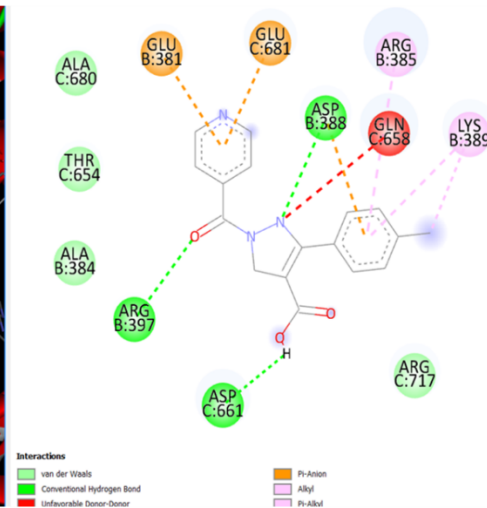 GLU
B:381
GLU
C:681
ARG
B:385
ALA
C:680
ASP
B:388
GLN
C:658
LYS
B:389
N
THR
C:654
O
N
N
ALA
B:384
ARG
B:397
O
O
H
ARG
C:717
ASP
C:661
Interactions
van der Waals
Conventional Hydrogen Bond
Unfavorable Donor-Donor
Pi-Anion
Alkyl
Pi-Alkyl